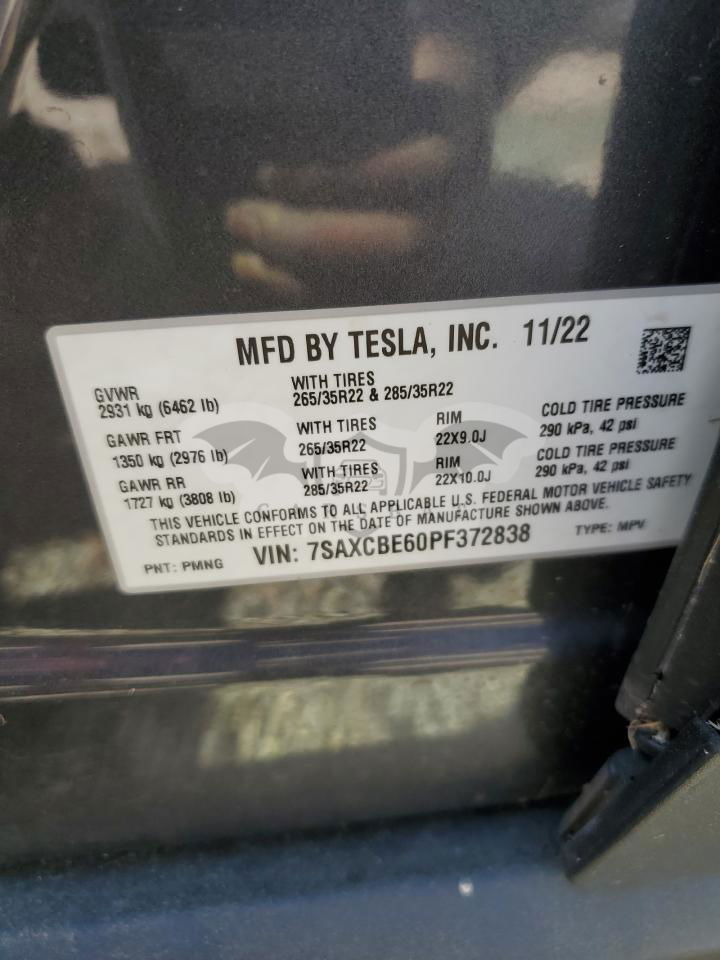 MFD BY TESLA, INC. 11/22
GVWR
2931 kg (6462 lb)
WITH TIRES
265/35R22 & 285/35R22
GAWR FRT
1350 kg (2976 lb)
WITH TIRES
265/35R22
RIM
22X9.0J
COLD TIRE PRESSURE
290 kPa, 42 psi
GAWR RR
1727 kg (3808 lb)
WITH TIRES
285/35R22
RIM
22X10.0J
COLD TIRE PRESSURE
290 kPa, 42 psi
THIS VEHICLE CONFORMS TO ALL APPLICABLE U.S. FEDERAL MOTOR VEHICLE SAFETY
STANDARDS IN EFFECT ON THE DATE OF MANUFACTURE SHOWN ABOVE.
PNT: PMNG
VIN: 7SAXCBE60PF372838
TYPE: MPV